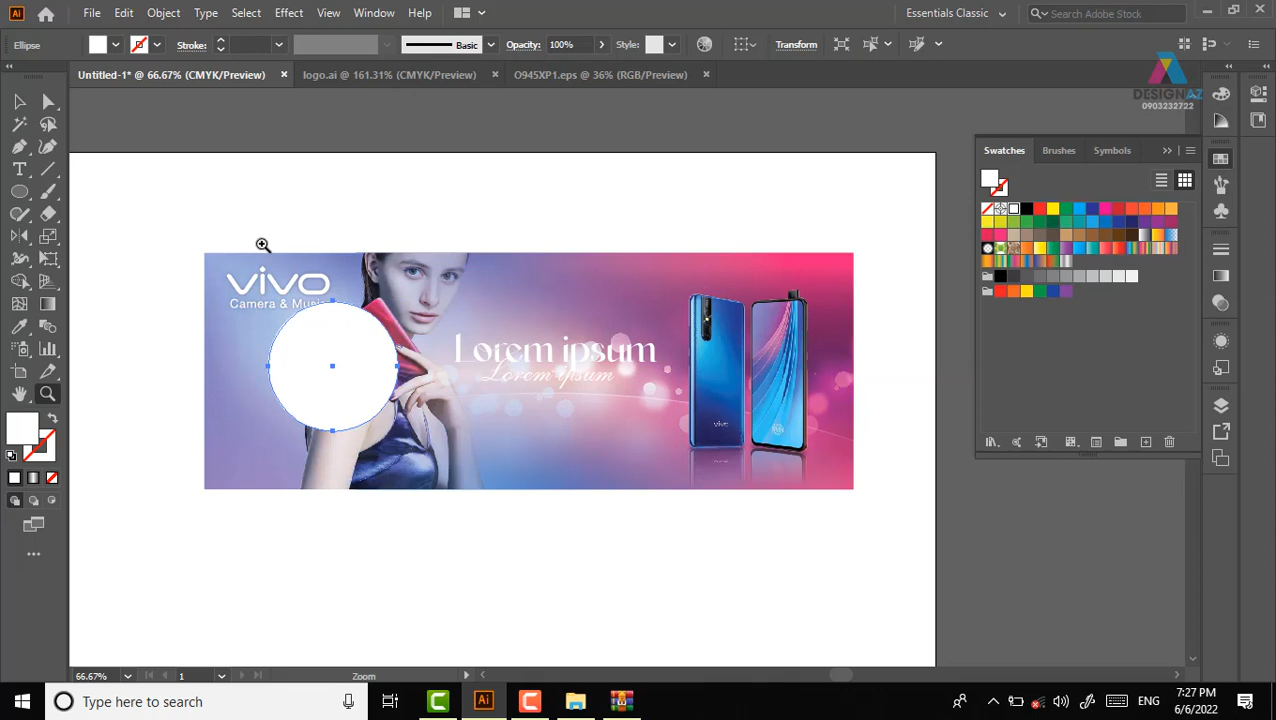 Ai File Edit Object Type Select Effect View Window Help Essentials Classic Search Adobe Stock
Ellipse Stroke: Basic Opacity: 100% Style: Transform
Untitled-1* @ 66.67% (CMYK/Preview) logo.ai @ 161.31% (CMYK/Preview) O945XP1.eps @ 36% (RGB/Preview)
DESIGNAZ
0903232722
Swatches Brushes Symbols
vivo
Camera & Music
Lorem ipsum
Lorem ipsum
vivo
66.67% 1 Zoom
Type here to search
Ai
ENG
7:27 PM
6/6/2022